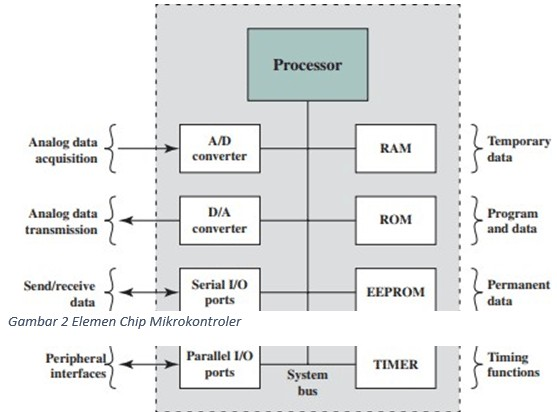 Processor
Analog data
acquisition
A/D
converter
RAM
Temporary
data
Analog data
transmission
D/A
converter
ROM
Program
and data
Send/receive
data
Serial I/O
ports
EEPROM
Permanent
data
Gambar 2 Elemen Chip Mikrokontroler
Peripheral
interfaces
Parallel I/O
ports
System
bus
TIMER
Timing
functions